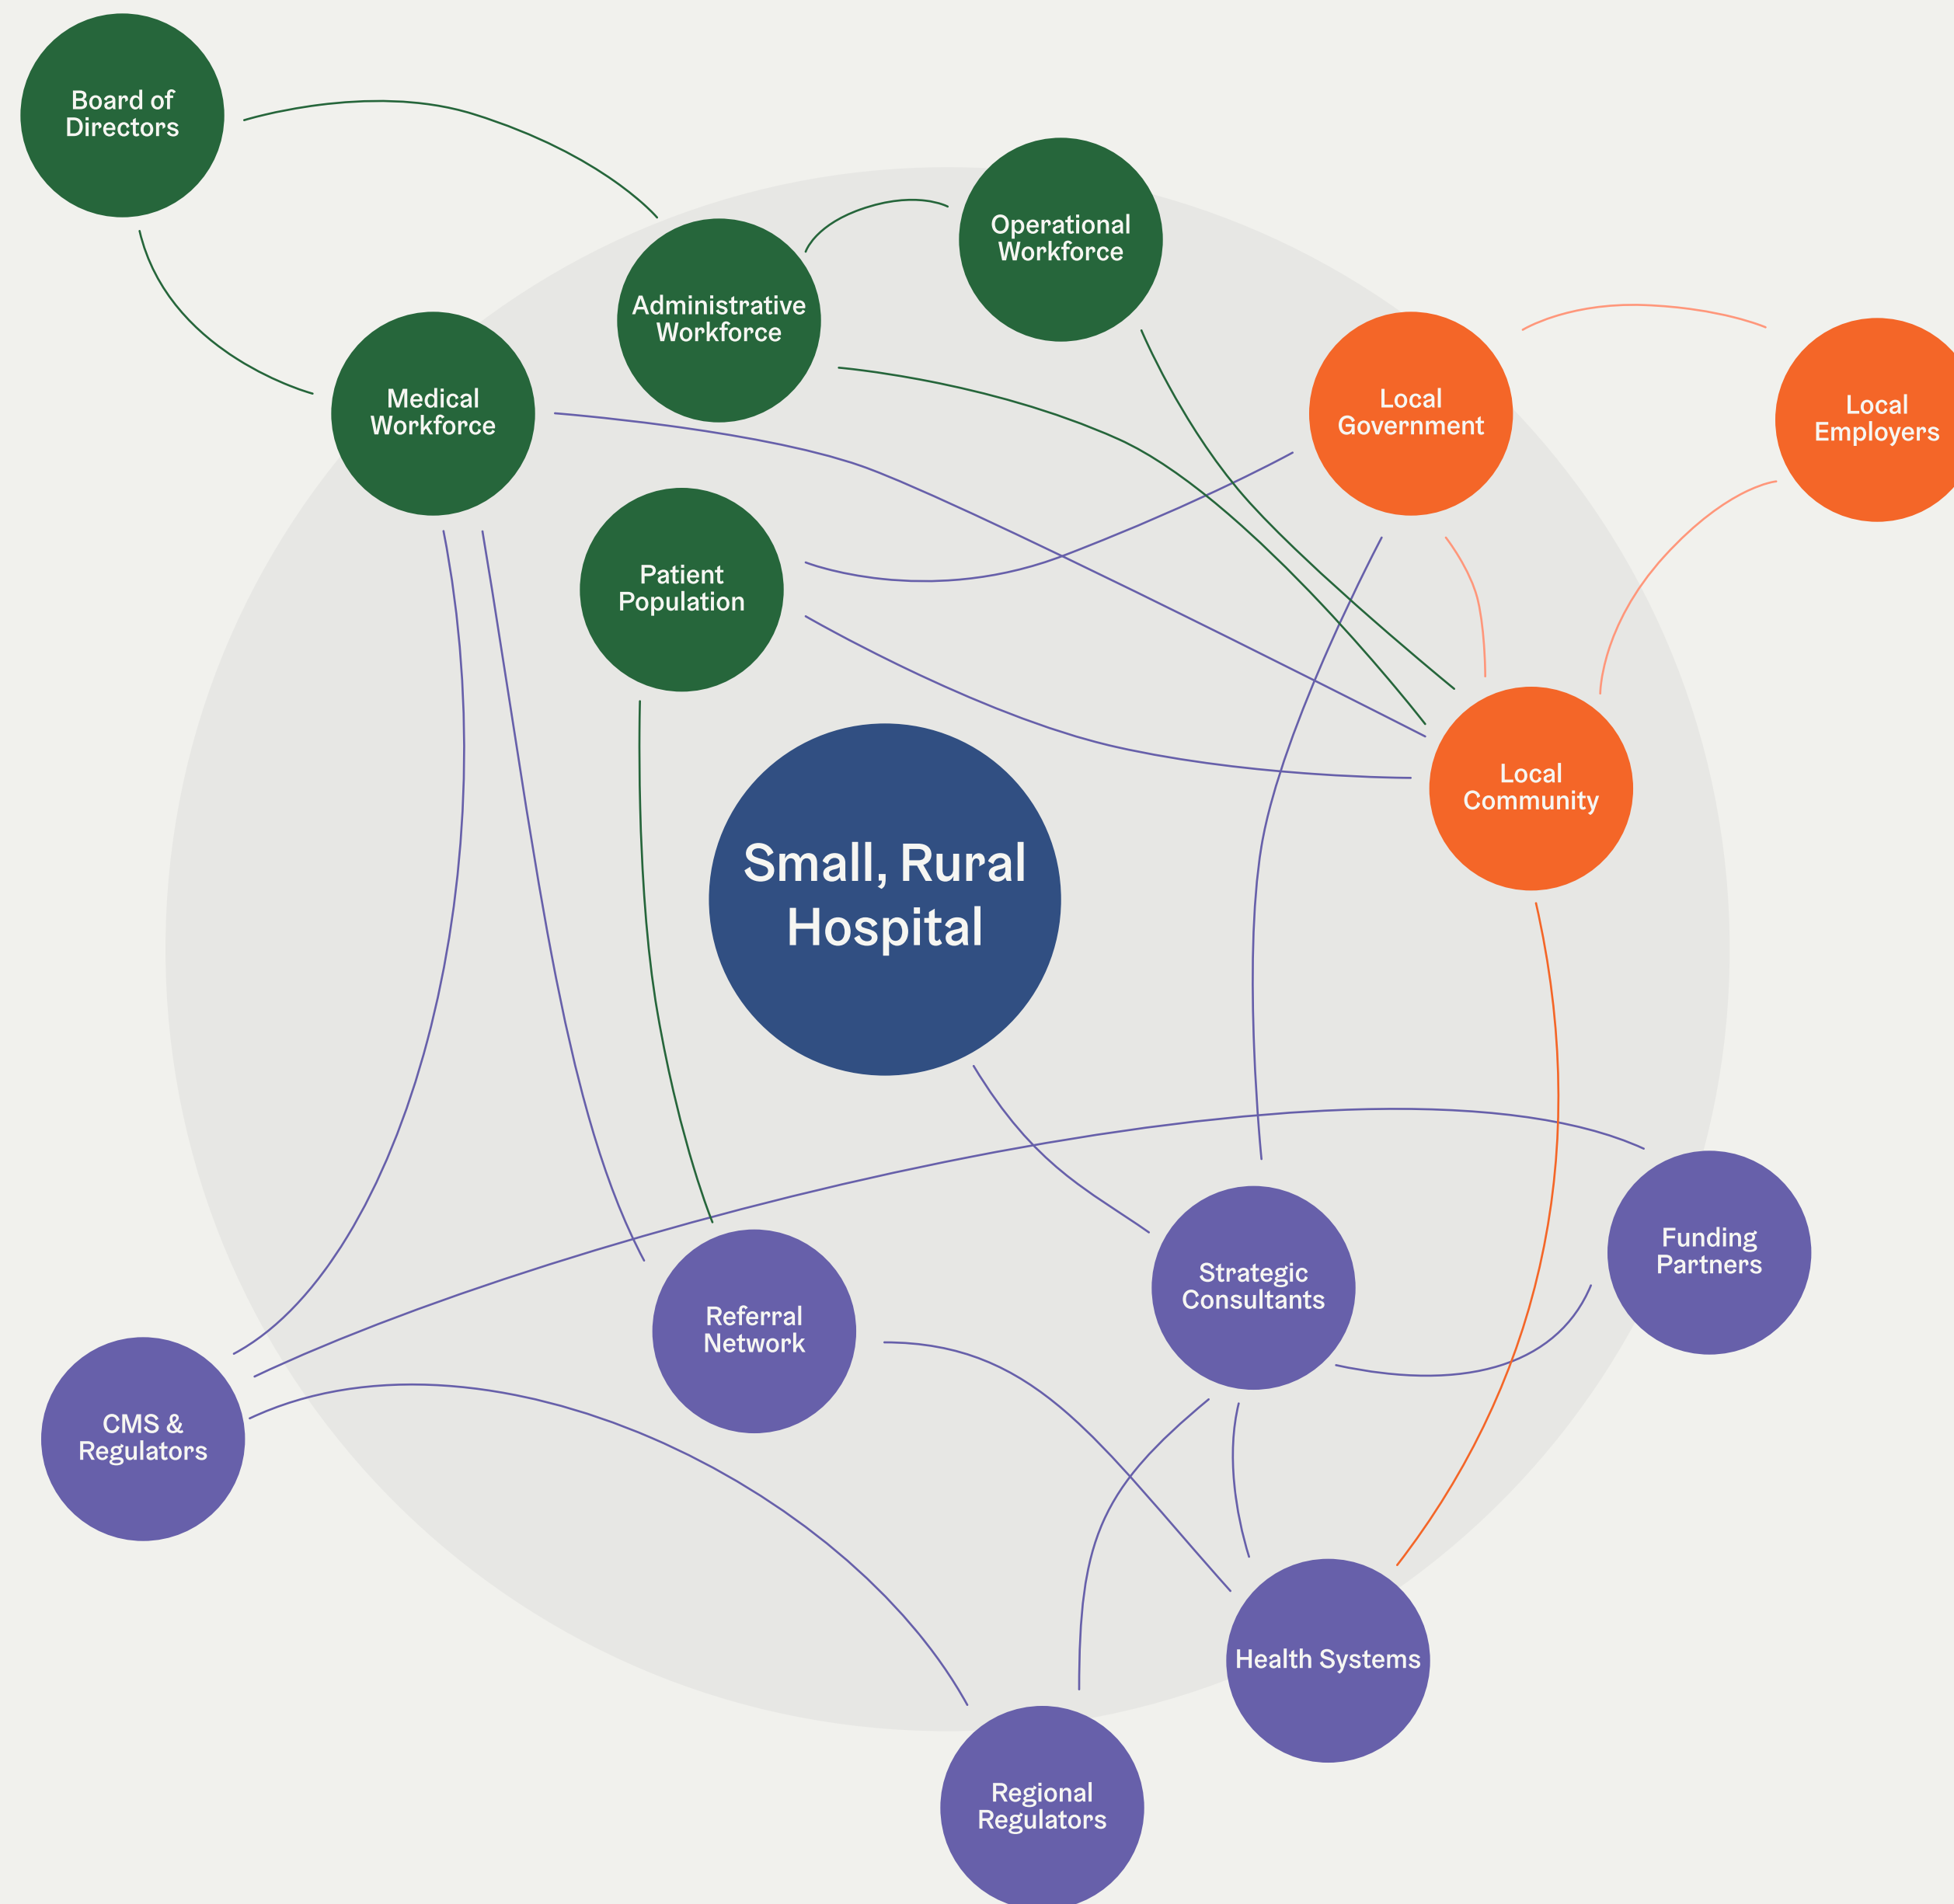 Board of
Directors
Operational
Workforce
Administrative
Workforce
Medical
Workforce
Local
Government
Local
Employers
Patient
Population
Local
Community
Small, Rural
Hospital
Funding
Partners
Strategic
Consultants
Referral
Network
CMS &
Regulators
Health Systems
Regional
Regulators